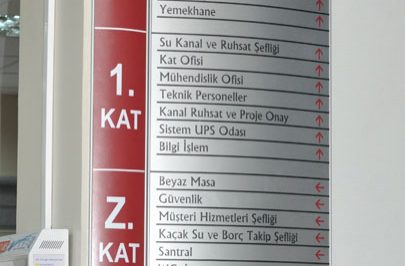 Yemekhane
1. KAT
Su Kanal ve Ruhsat Şefliği
Kat Ofisi
Mühendislik Ofisi
Teknik Personeller
Kanal Ruhsat ve Proje Onay
Sistem UPS Odası
Bilgi İşlem
Z. KAT
Beyaz Masa
Güvenlik
Müşteri Hizmetleri Şefliği
Kaçak Su ve Borç Takip Şefliği
Santral